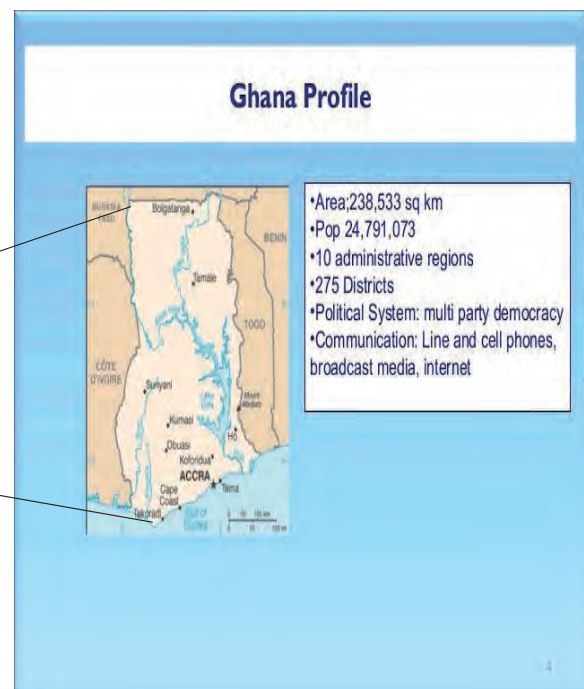 Ghana Profile
BURKINA
FASO
Bolgatanga
BENIN
Tamale
TOGO
CÔTE
D'IVOIRE
Sunyani
Kumasi
Ho
Obuasi
Koforidua
ACCRA
Tema
Cape
Coast
Takoradi
Gulf of
•Area;238,533 sq km
•Pop 24,791,073
•10 administrative regions
•275 Districts
•Political System: multi party democracy
•Communication: Line and cell phones,
broadcast media, internet
4